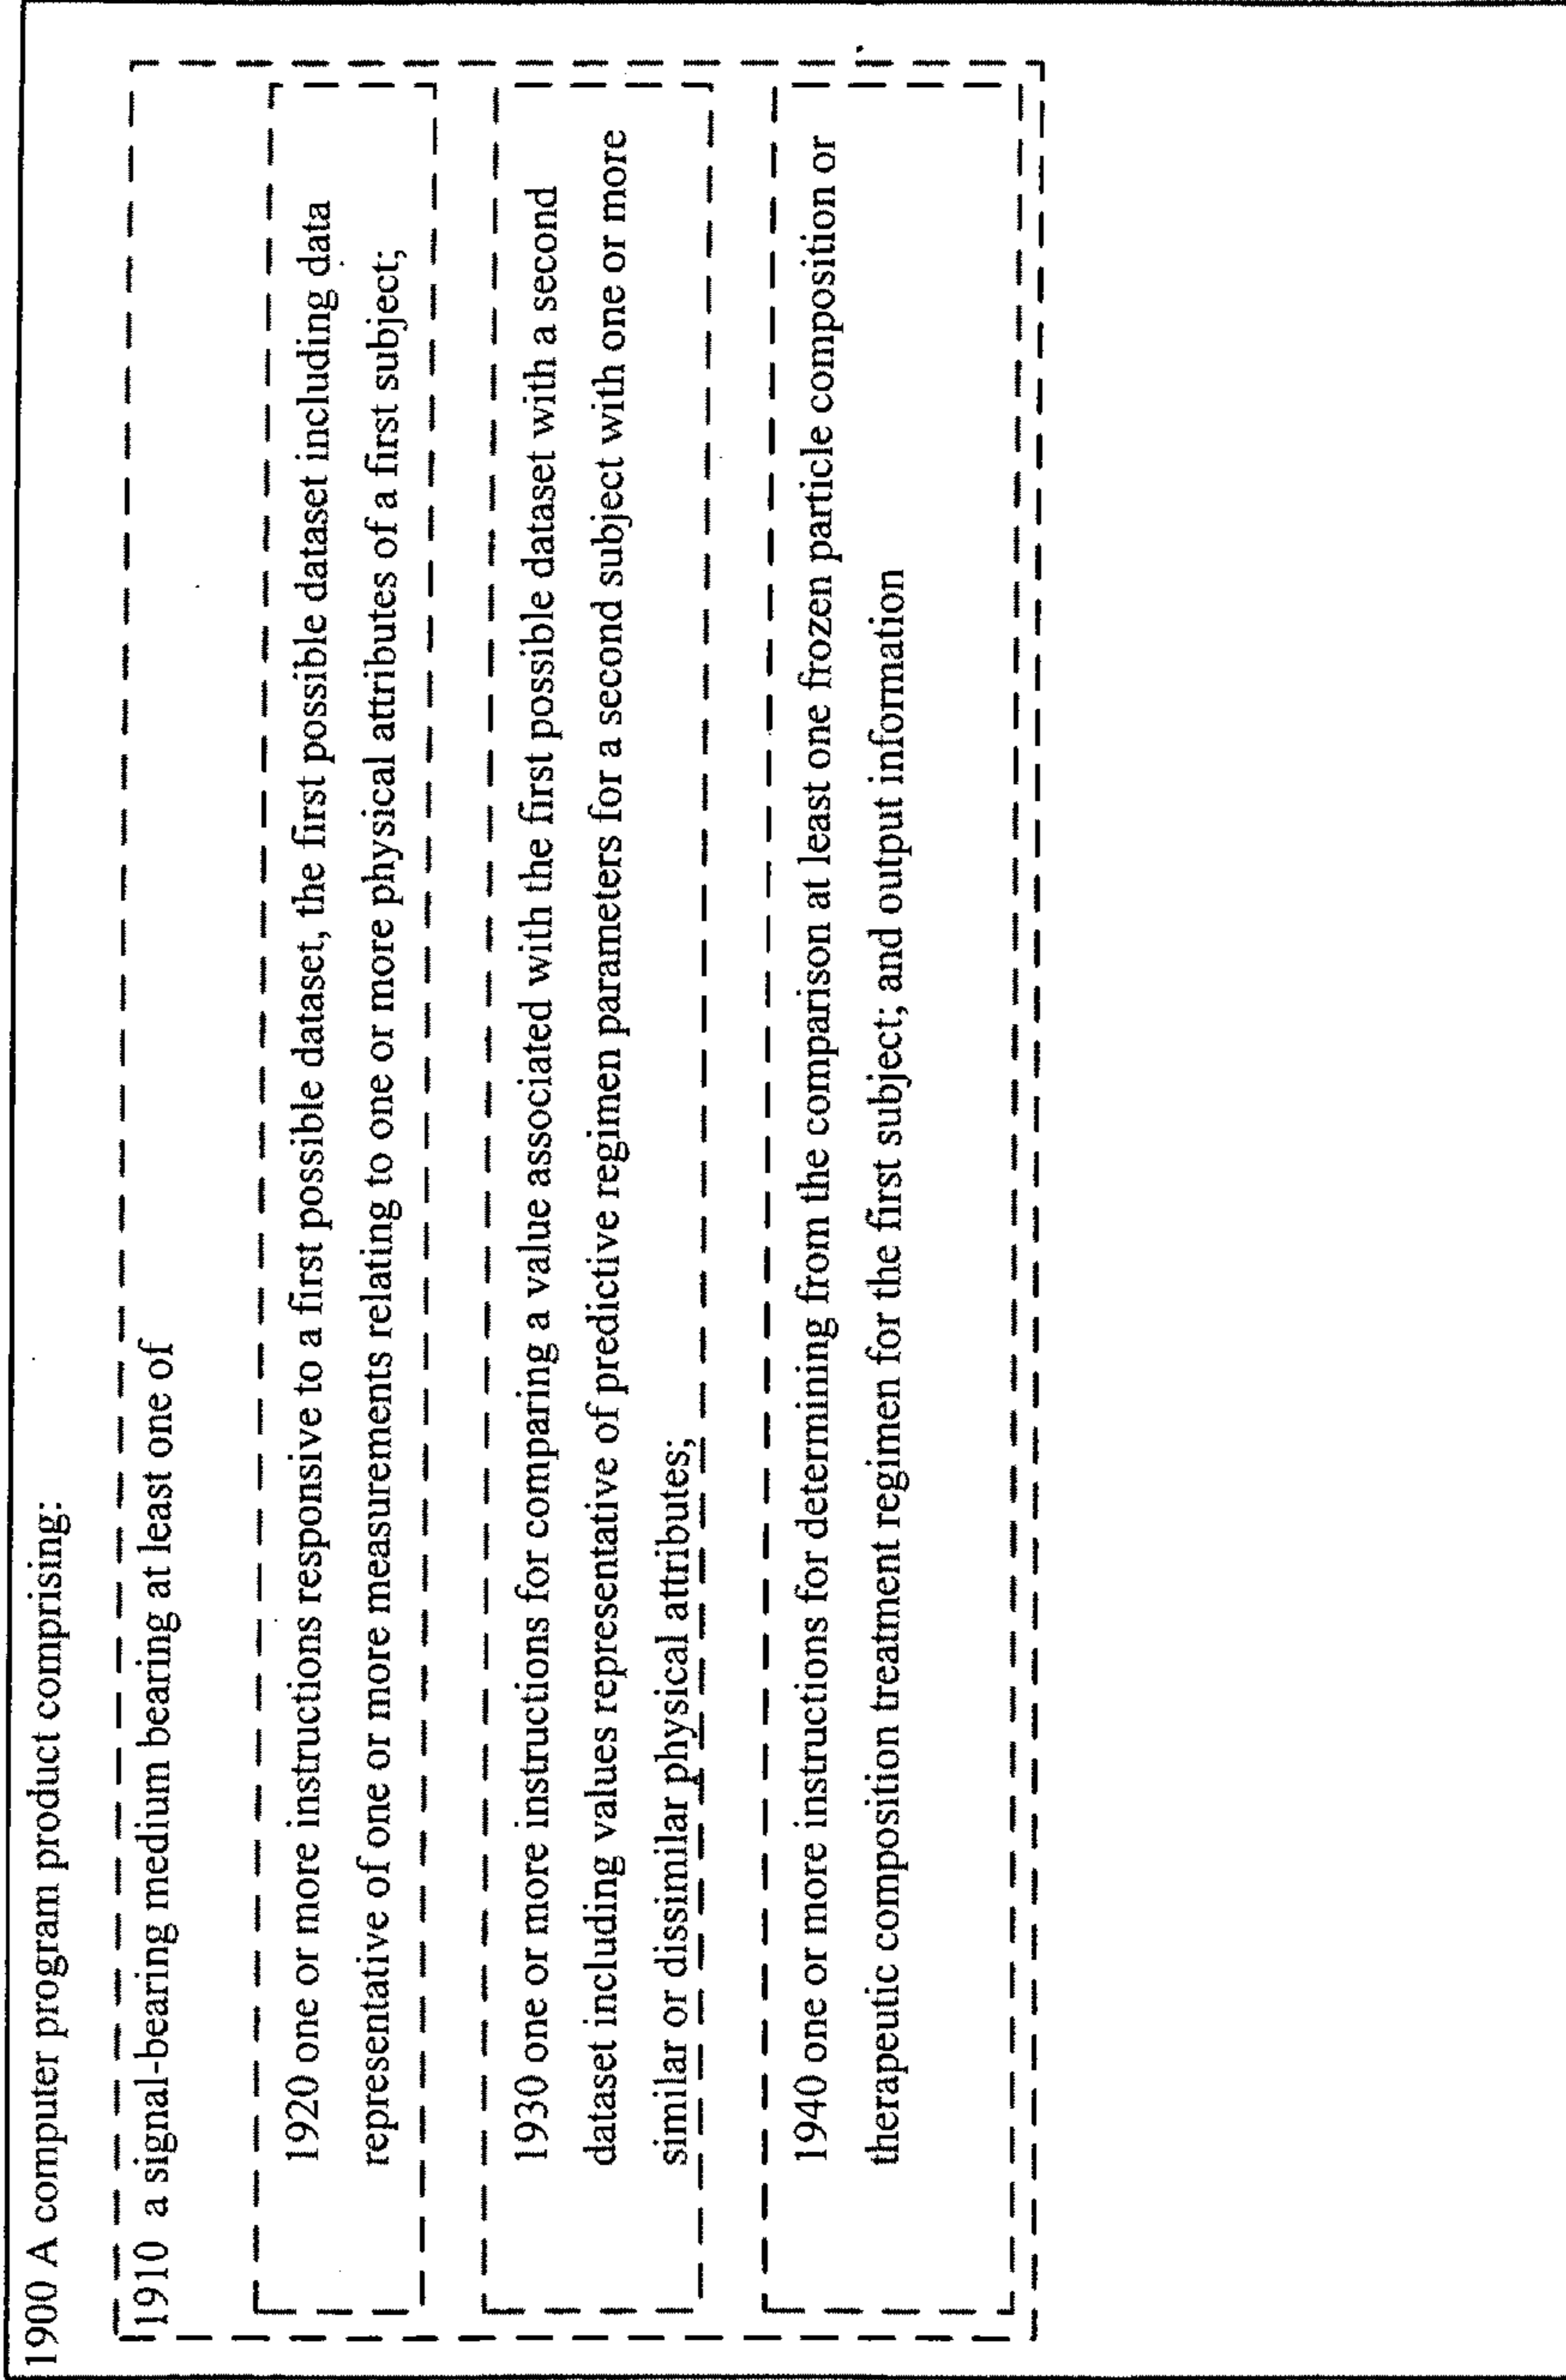 1900 A computer program product comprising:
1910 a signal-bearing medium bearing at least one of
1920 one or more instructions responsive to a first possible dataset, the first possible dataset including data
representative of one or more measurements relating to one or more physical attributes of a first subject;
1930 one or more instructions for comparing a value associated with the first possible dataset with a second
dataset including values representative of predictive regimen parameters for a second subject with one or more
similar or dissimilar physical attributes;
1940 one or more instructions for determining from the comparison at least one frozen particle composition or
therapeutic composition treatment regimen for the first subject; and output information